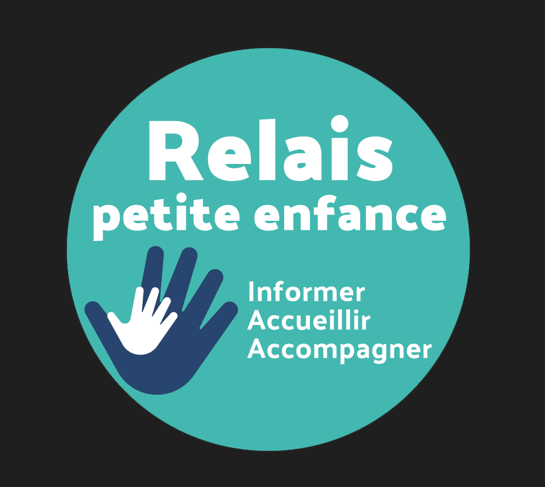 Relais
petite enfance
Informer
Accueillir
Accompagner